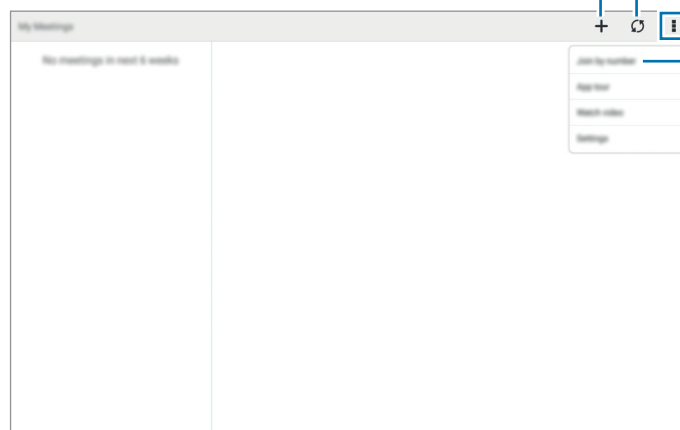 My Meetings
No meetings in next 6 weeks
Join by number
App tour
Watch video
Settings